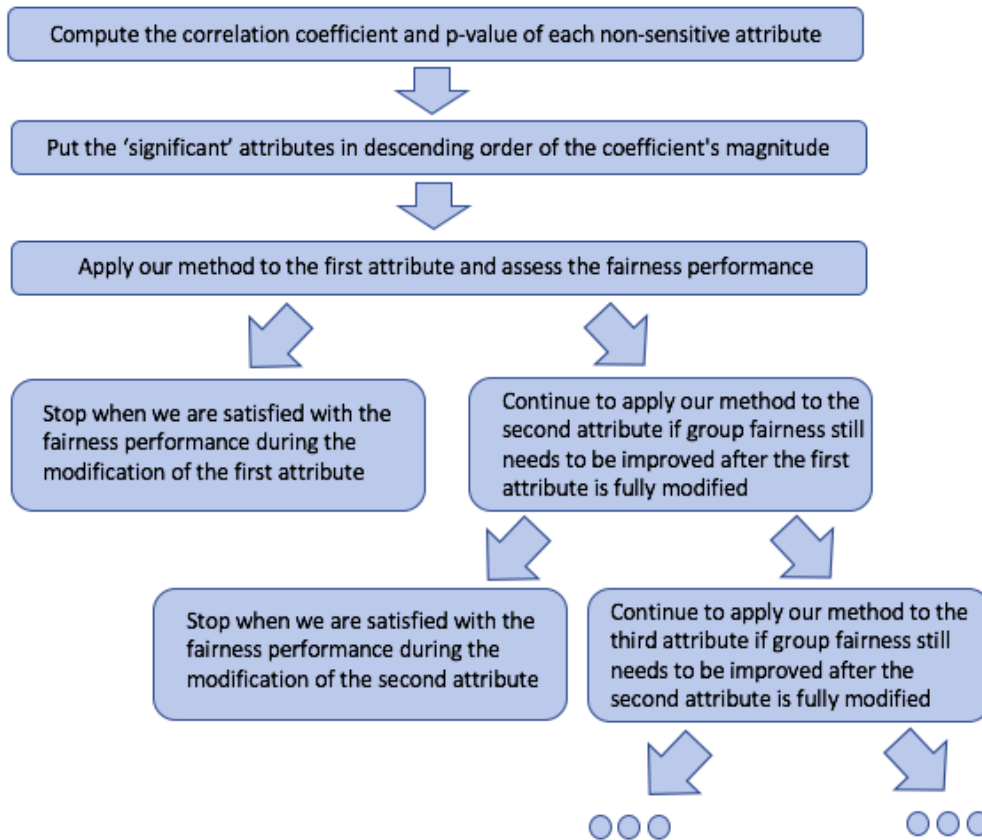 Compute the correlation coefficient and p-value of each non-sensitive attribute
Put the ‘significant’ attributes in descending order of the coefficient's magnitude
Apply our method to the first attribute and assess the fairness performance
Stop when we are satisfied with the
fairness performance during the
modification of the first attribute
Continue to apply our method to the
second attribute if group fairness still
needs to be improved after the first
attribute is fully modified
Stop when we are satisfied with the
fairness performance during the
modification of the second attribute
Continue to apply our method to the
third attribute if group fairness still
needs to be improved after the
second attribute is fully modified